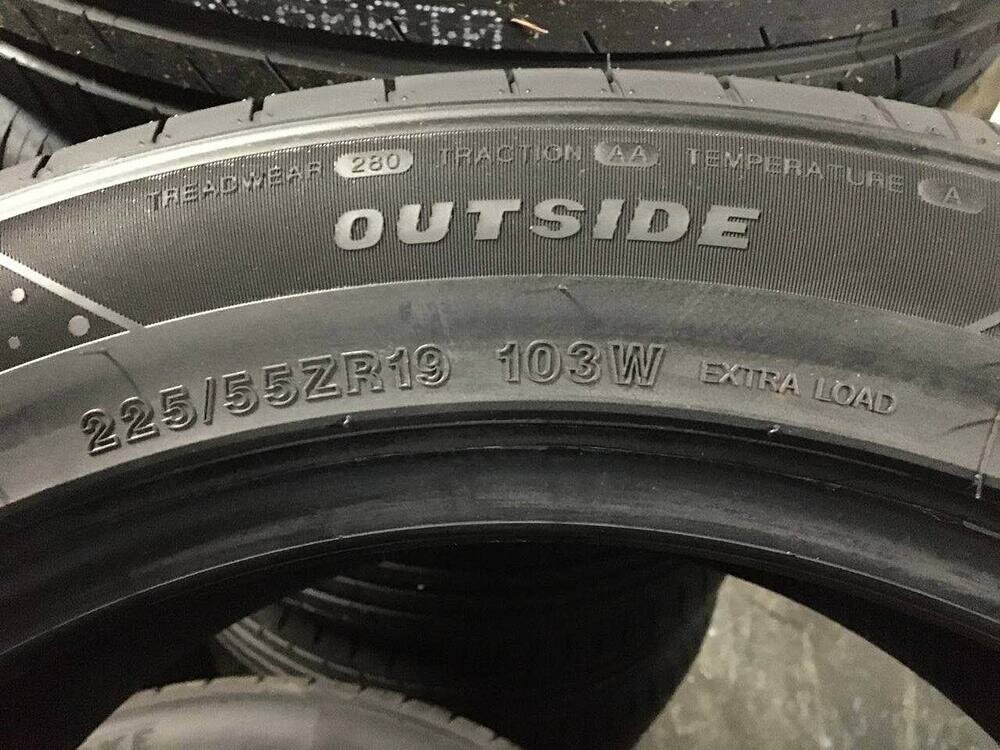 TREADWEAR 280 TRACTION AA TEMPERATURE A
OUTSIDE
225/55ZR19 103W EXTRA LOAD